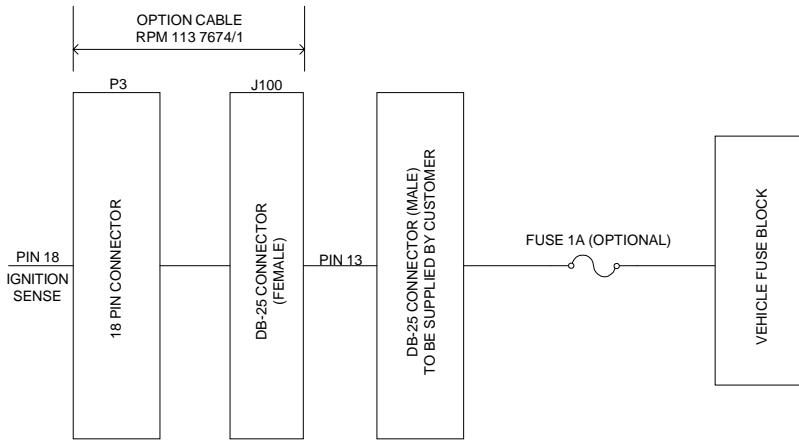 OPTION CABLE
RPM 113 7674/1
P3
J100
PIN 18
IGNITION
SENSE
18 PIN CONNECTOR
DB-25 CONNECTOR
(FEMALE)
PIN 13
DB-25 CONNECTOR (MALE)
TO BE SUPPLIED BY CUSTOMER
FUSE 1A (OPTIONAL)
VEHICLE FUSE BLOCK